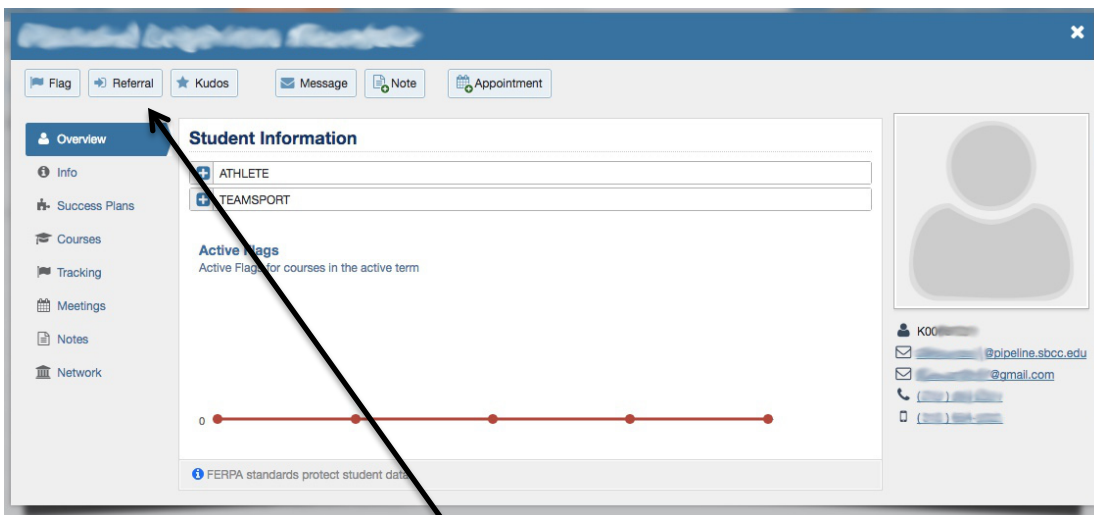 Flag Referral Kudos Message Note Appointment
Overview
Info
Success Plans
Courses
Tracking
Meetings
Notes
Network
Student Information
ATHLETE
TEAMSPORT
Active Flags
Active Flags for courses in the active term
0
FERPA standards protect student data
K00
@pipeline.sbcc.edu
@gmail.com